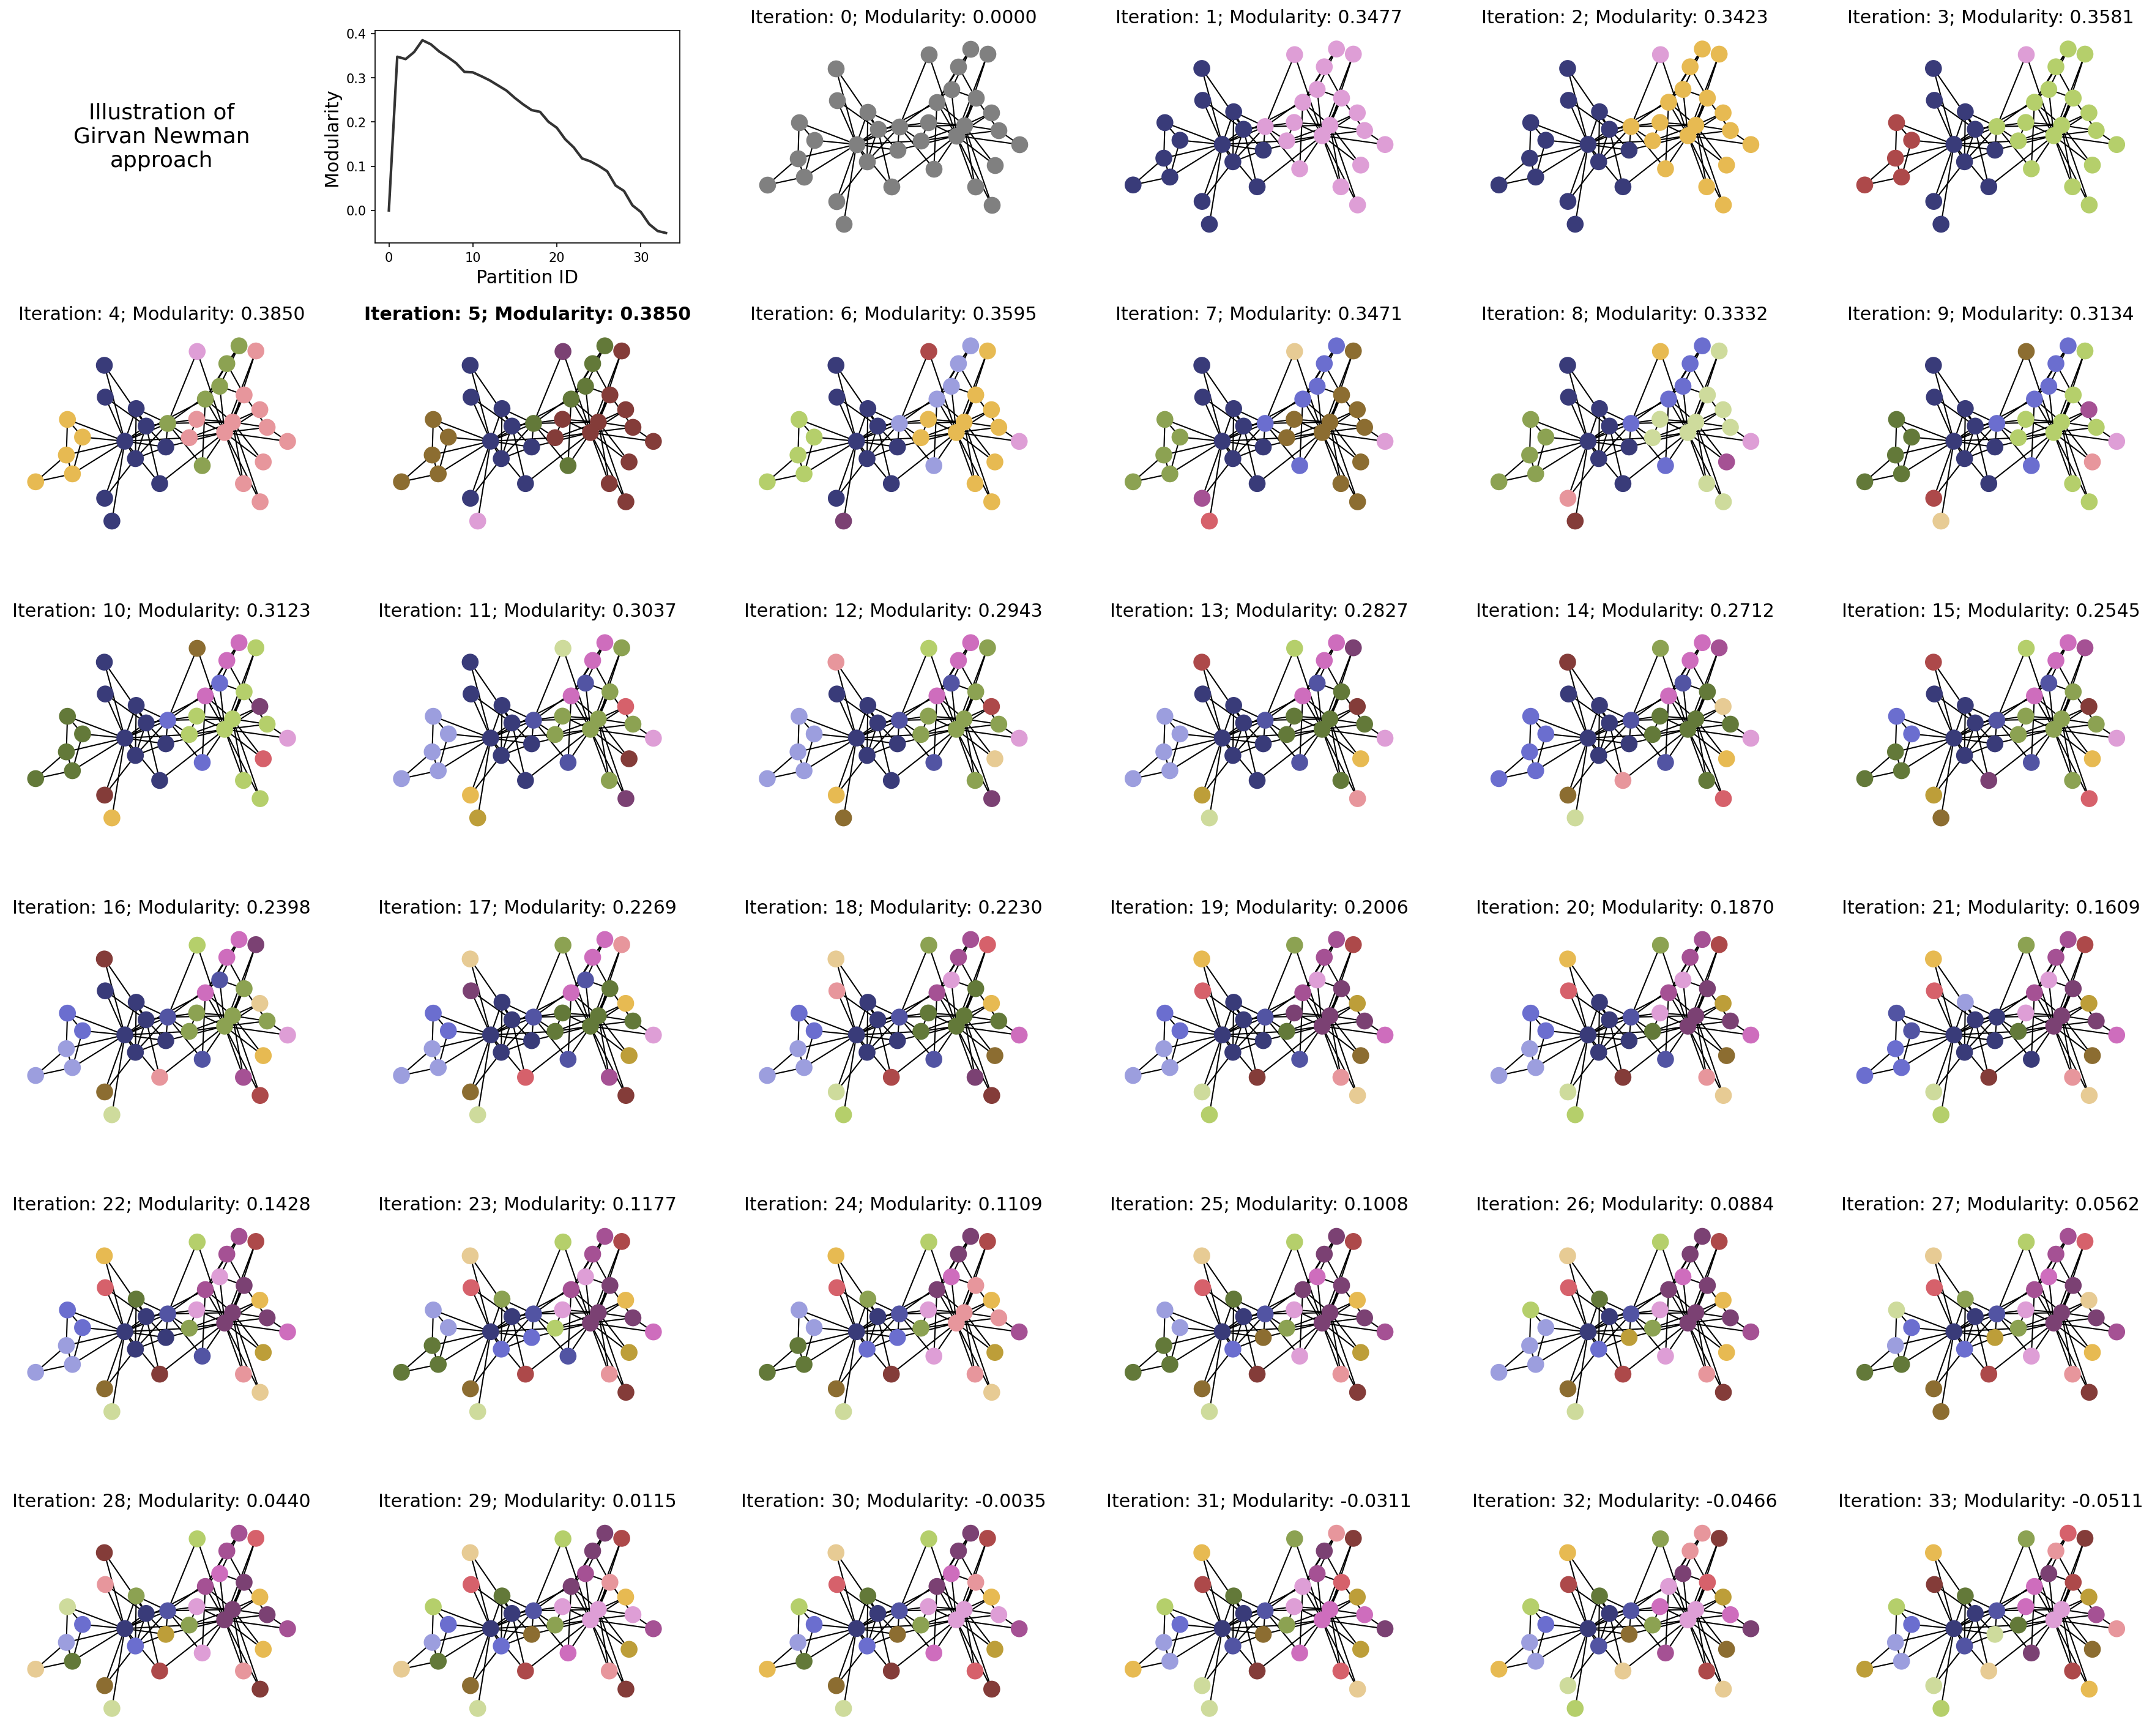 Illustration of
Girvan Newman
approach
0.4
0.3
0.2
0.1
0.0
Modularity
0
10
20
30
Partition ID
Iteration: 0; Modularity: 0.0000
Iteration: 1; Modularity: 0.3477
Iteration: 2; Modularity: 0.3423
Iteration: 3; Modularity: 0.3581
Iteration: 4; Modularity: 0.3850
Iteration: 5; Modularity: 0.3850
Iteration: 6; Modularity: 0.3595
Iteration: 7; Modularity: 0.3471
Iteration: 8; Modularity: 0.3332
Iteration: 9; Modularity: 0.3134
Iteration: 10; Modularity: 0.3123
Iteration: 11; Modularity: 0.3037
Iteration: 12; Modularity: 0.2943
Iteration: 13; Modularity: 0.2827
Iteration: 14; Modularity: 0.2712
Iteration: 15; Modularity: 0.2545
Iteration: 16; Modularity: 0.2398
Iteration: 17; Modularity: 0.2269
Iteration: 18; Modularity: 0.2230
Iteration: 19; Modularity: 0.2006
Iteration: 20; Modularity: 0.1870
Iteration: 21; Modularity: 0.1609
Iteration: 22; Modularity: 0.1428
Iteration: 23; Modularity: 0.1177
Iteration: 24; Modularity: 0.1109
Iteration: 25; Modularity: 0.1008
Iteration: 26; Modularity: 0.0884
Iteration: 27; Modularity: 0.0562
Iteration: 28; Modularity: 0.0440
Iteration: 29; Modularity: 0.0115
Iteration: 30; Modularity: -0.0035
Iteration: 31; Modularity: -0.0311
Iteration: 32; Modularity: -0.0466
Iteration: 33; Modularity: -0.0511